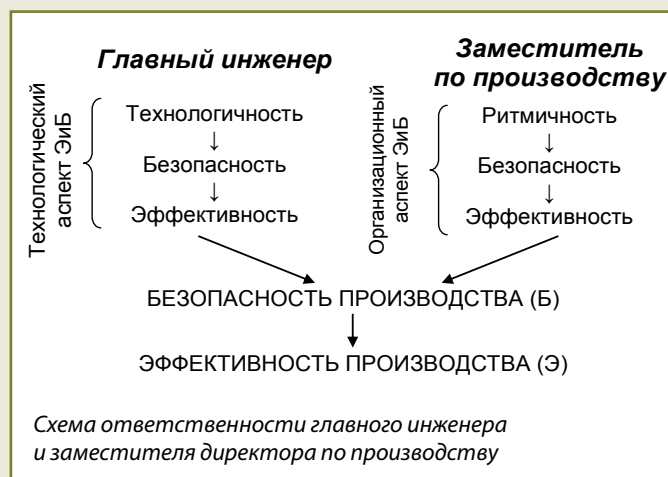 Главный инженер
Технологический
аспект ЭиБ
Технологичность
↓
Безопасность
↓
Эффективность
Заместитель
по производству
Организационный
аспект ЭиБ
Ритмичность
↓
Безопасность
↓
Эффективность
БЕЗОПАСНОСТЬ ПРОИЗВОДСТВА (Б)
ЭФФЕКТИВНОСТЬ ПРОИЗВОДСТВА (Э)
Схема ответственности главного инженера
и заместителя директора по производству